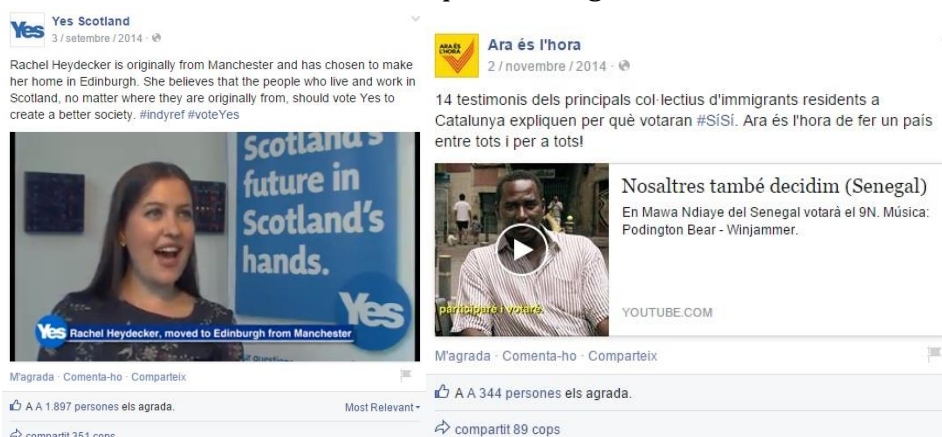 Yes
Yes Scotland
3 / setembre / 2014 ·
Rachel Heydecker is originally from Manchester and has chosen to make
her home in Edinburgh. She believes that the people who live and work in
Scotland, no matter where they are originally from, should vote Yes to
create a better society. #indyref #voteYes
Scotland's
future in
Scotland's
hands.
Yes
Yes Rachel Heydecker, moved to Edinburgh from Manchester
M'agrada · Comenta-ho · Comparteix
A A 1.897 persones els agrada.
Most Relevant
compartit 351 cops
ARA ÉS L'HORA
Ara és l'hora
2 / novembre / 2014 ·
14 testimonis dels principals col·lectius d'immigrants residents a
Catalunya expliquen per què votaran #SíSí. Ara és l'hora de fer un país
entre tots i per a tots!
participaré i votaré.
Nosaltres també decidim (Senegal)
En Mawa Ndiaye del Senegal votarà el 9N. Música:
Podington Bear - Winjammer.
YOUTUBE.COM
M'agrada · Comenta-ho · Comparteix
A A 344 persones els agrada.
compartit 89 cops